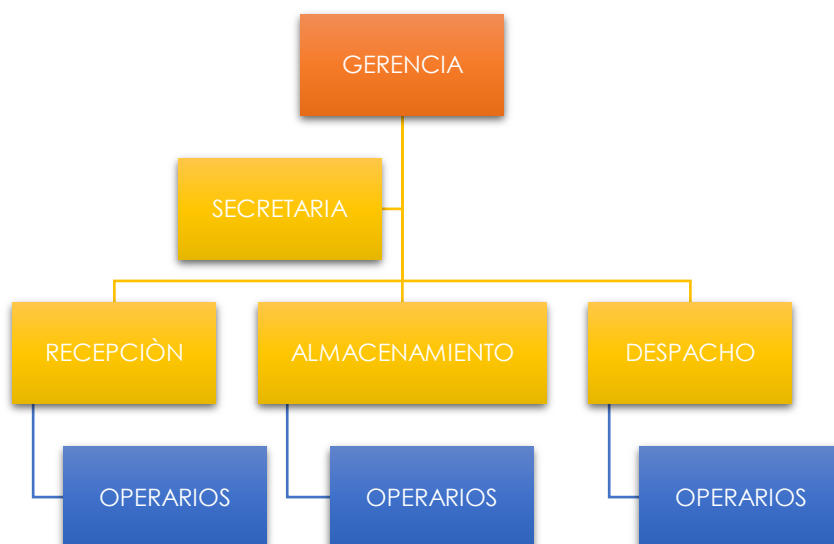 GERENCIA
SECRETARIA
RECEPCIÒN
ALMACENAMIENTO
DESPACHO
OPERARIOS
OPERARIOS
OPERARIOS